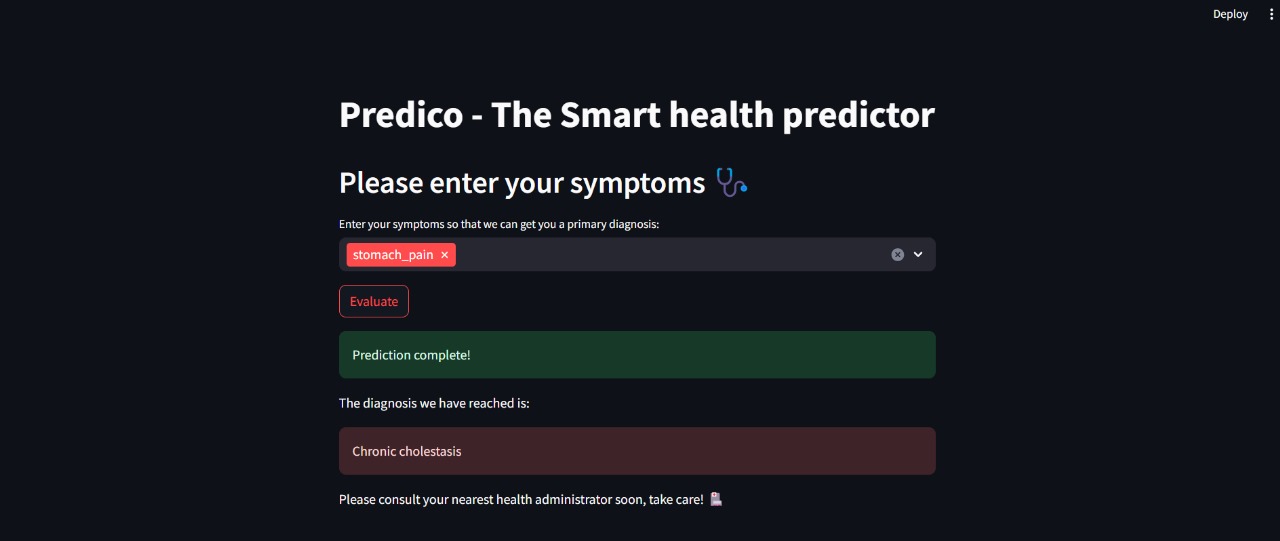 Deploy
Predico - The Smart health predictor
Please enter your symptoms
Enter your symptoms so that we can get you a primary diagnosis:
stomach_pain
Evaluate
Prediction complete!
The diagnosis we have reached is:
Chronic cholestasis
Please consult your nearest health administrator soon, take care!